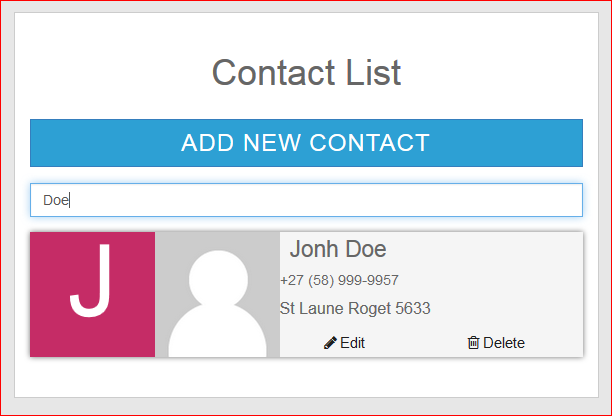 Contact List
ADD NEW CONTACT
Doe
J
Jonh Doe
+27 (58) 999-9957
St Laune Roget 5633
Edit Delete